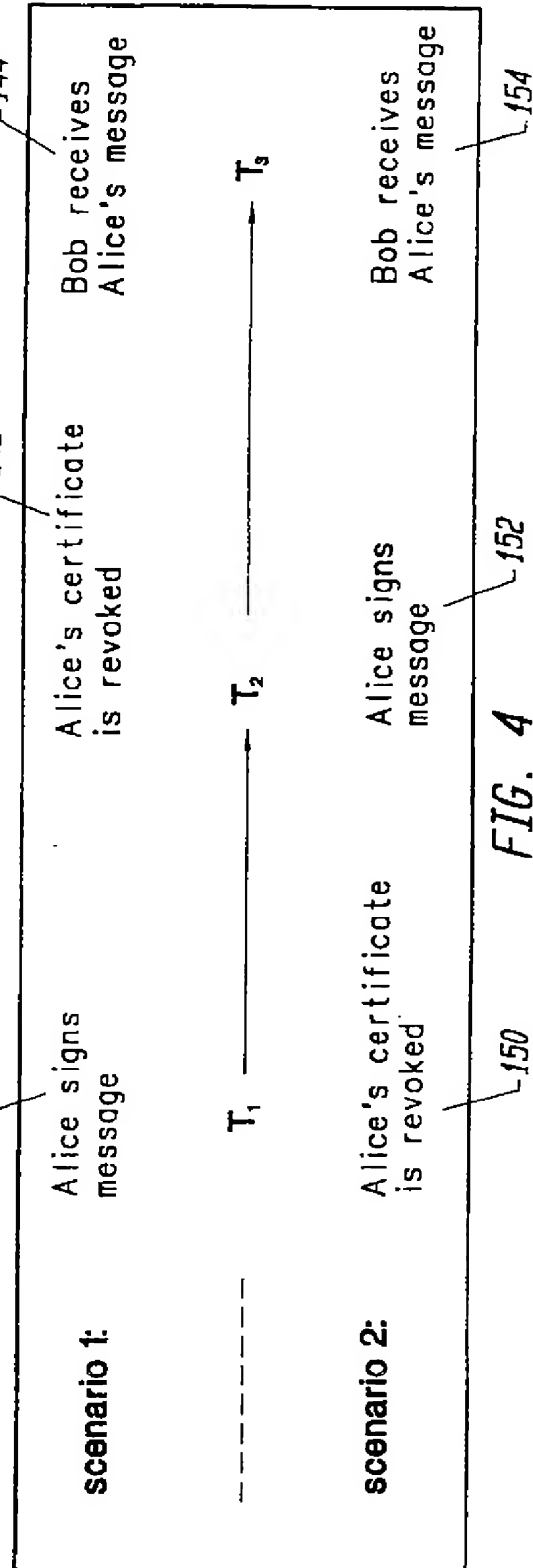 144
scenario 1:
Alice signs
message
Alice's certificate
is revoked
Bob receives
Alice's message
T₁
T₂
T₃
scenario 2:
Alice's certificate
is revoked
Alice signs
message
Bob receives
Alice's message
150
152
154
FIG. 4